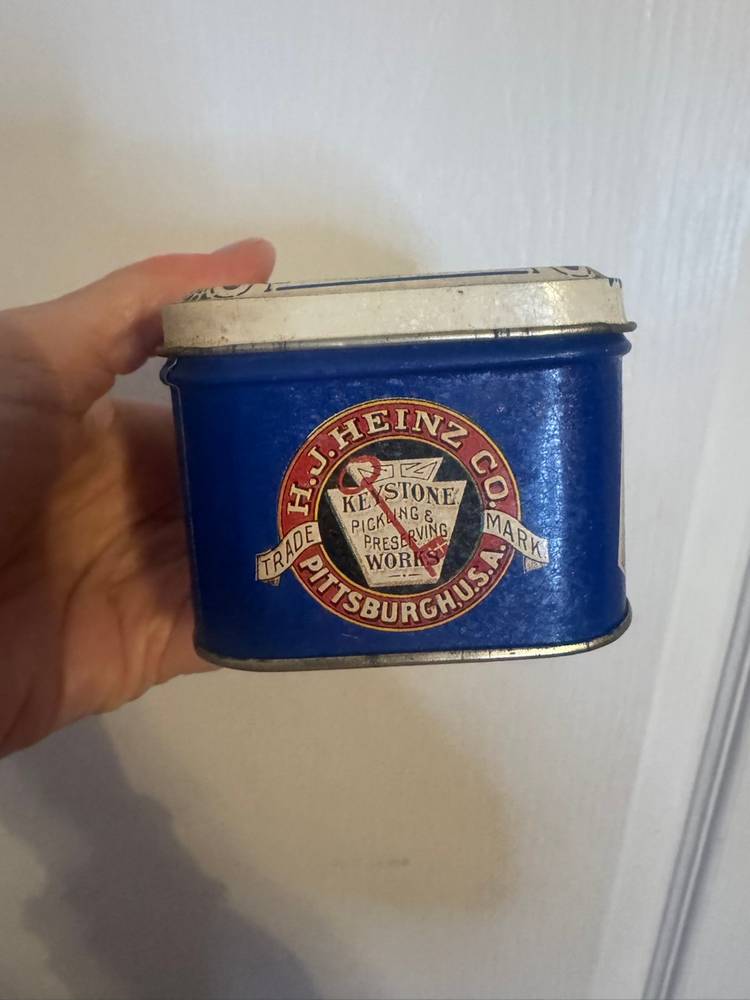 H.J. HEINZ CO.
KEYSTONE
PICKLING &
PRESERVING
WORKS
TRADE MARK
PITTSBURGH U.S.A.